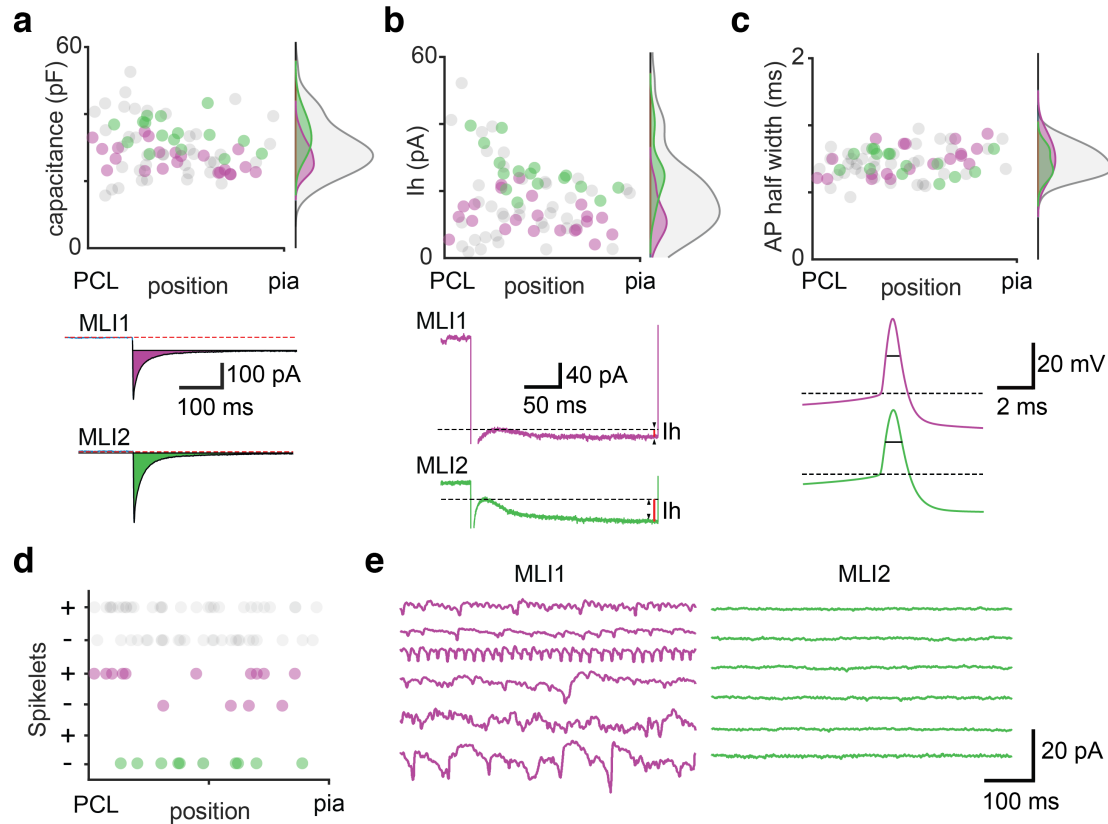 a
60
capacitance (pF)
0
PCL
position
pia
MLI1
100 pA
100 ms
MLI2
b
60
Ih (pA)
0
PCL
position
pia
MLI1
40 pA
50 ms
Ih
MLI2
Ih
c
2
AP half width (ms)
0
PCL
position
pia
20 mV
2 ms
d
Spikelets
+
-
+
-
+
-
PCL
position
pia
e
MLI1
MLI2
20 pA
100 ms